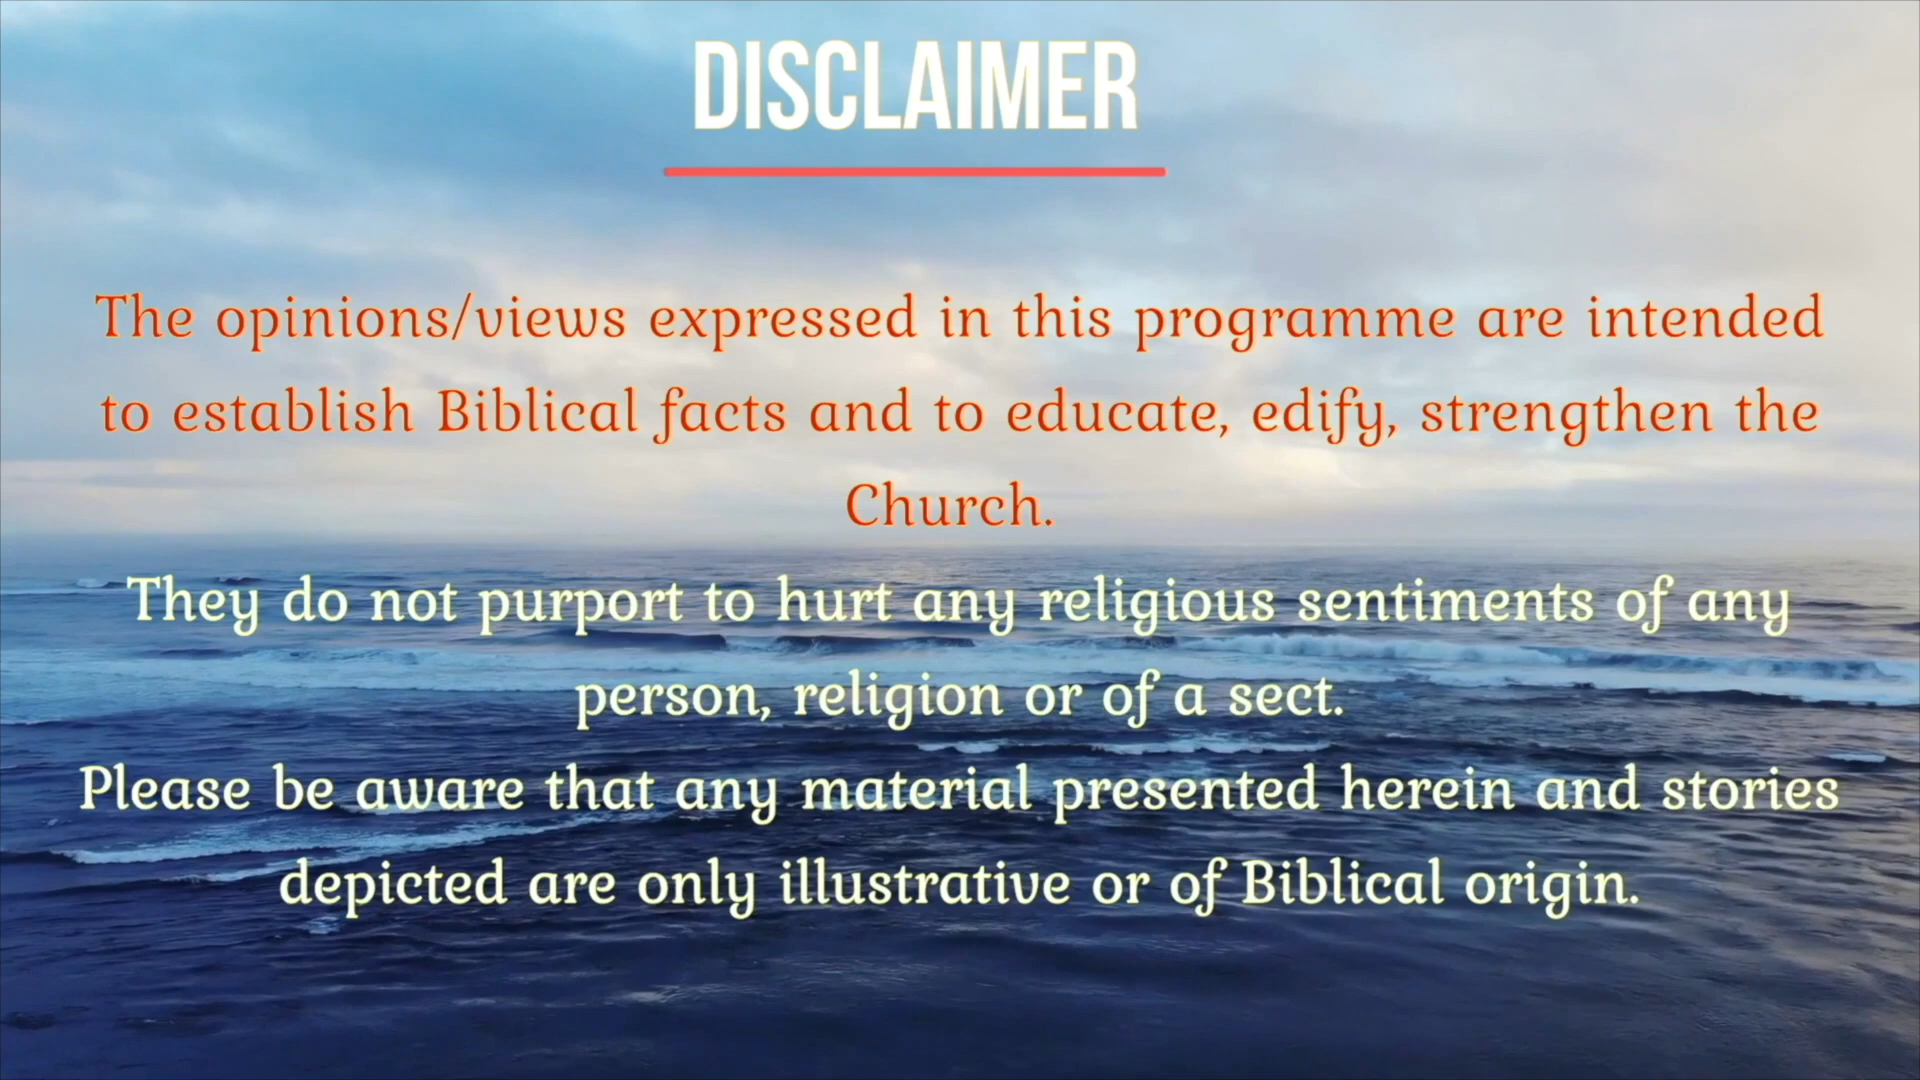 DISCLAIMER
The opinions/views expressed in this programme are intended
to establish Biblical facts and to educate, edify, strengthen the
Church.
They do not purport to hurt any religious sentiments of any
person, religion or of a sect.
Please be aware that any material presented herein and stories
depicted are only illustrative or of Biblical origin.